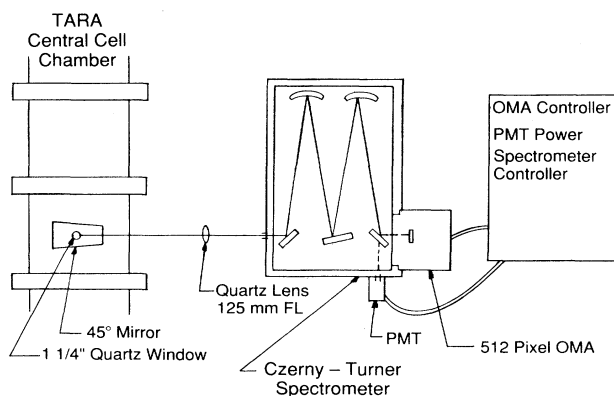 TARA
Central Cell
Chamber
OMA Controller
PMT Power
Spectrometer
Controller
Quartz Lens
125 mm FL
45° Mirror
1 1/4" Quartz Window
PMT
512 Pixel OMA
Czerny – Turner
Spectrometer